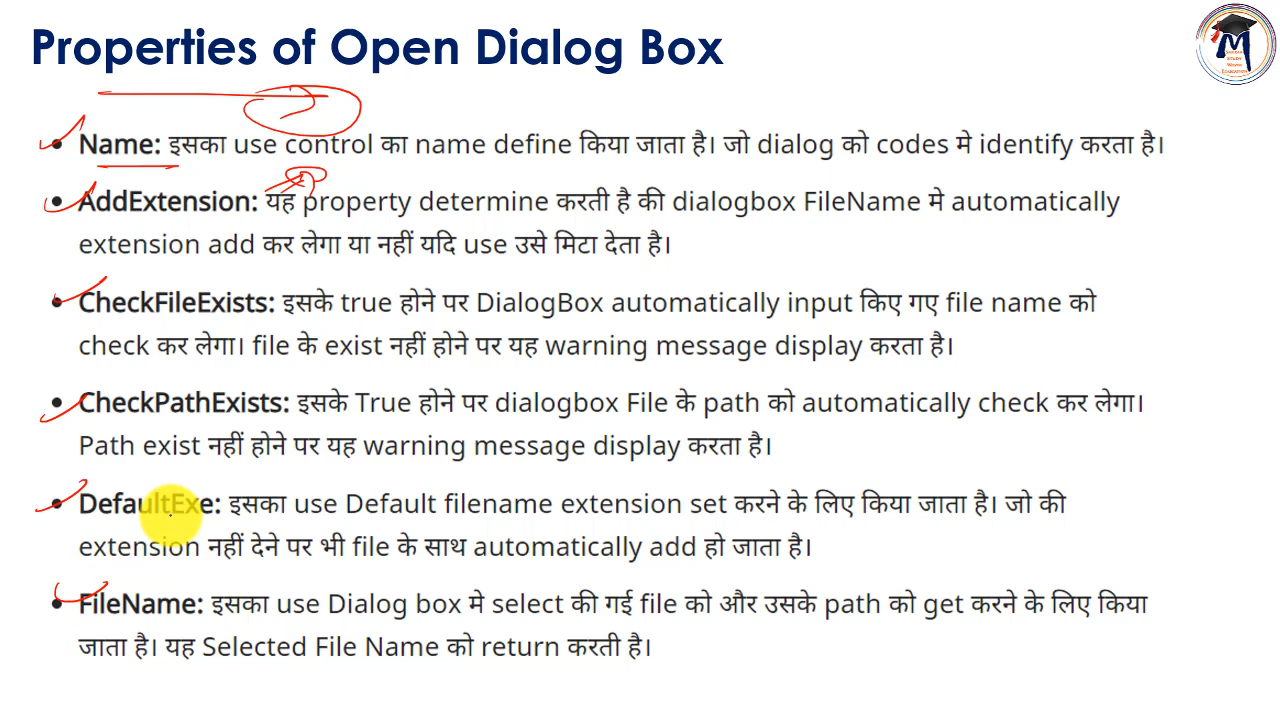 Properties of Open Dialog Box
• Name: इसका use control का name define किया जाता है। जो dialog को codes मे identify करता है।
• AddExtension: यह property determine करती है की dialogbox FileName मे automatically
extension add कर लेगा या नहीं यदि use उसे मिटा देता है।
• CheckFileExists: इसके true होने पर DialogBox automatically input किए गए file name को
check कर लेगा। file के exist नहीं होने पर यह warning message display करता है।
• CheckPathExists: इसके True होने पर dialogbox File के path को automatically check कर लेगा।
Path exist नहीं होने पर यह warning message display करता है।
• DefaultExe: इसका use Default filename extension set करने के लिए किया जाता है। जो की
extension नहीं देने पर भी file के साथ automatically add हो जाता है।
• FileName: इसका use Dialog box मे select की गई file को और उसके path को get करने के लिए किया
जाता है। यह Selected File Name को return करती है।